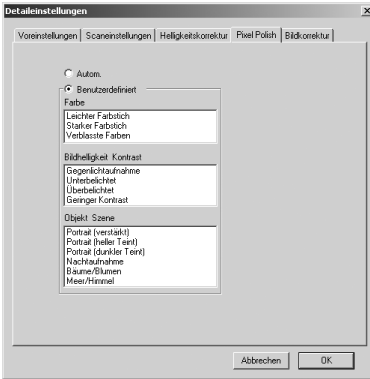 Detaileinstellungen
Voreinstellungen Scaneinstellungen Helligkeitskorrektur Pixel Polish Bildkorrektur
Autom.
Benutzerdefiniert
Farbe
Leichter Farbstich
Starker Farbstich
Verblasste Farben
Bildhelligkeit Kontrast
Gegenlichtaufnahme
Unterbelichtet
Überbelichtet
Geringer Kontrast
Objekt Szene
Portrait (verstärkt)
Portrait (heller Teint)
Portrait (dunkler Teint)
Nachtaufnahme
Bäume/Blumen
Meer/Himmel
Abbrechen OK